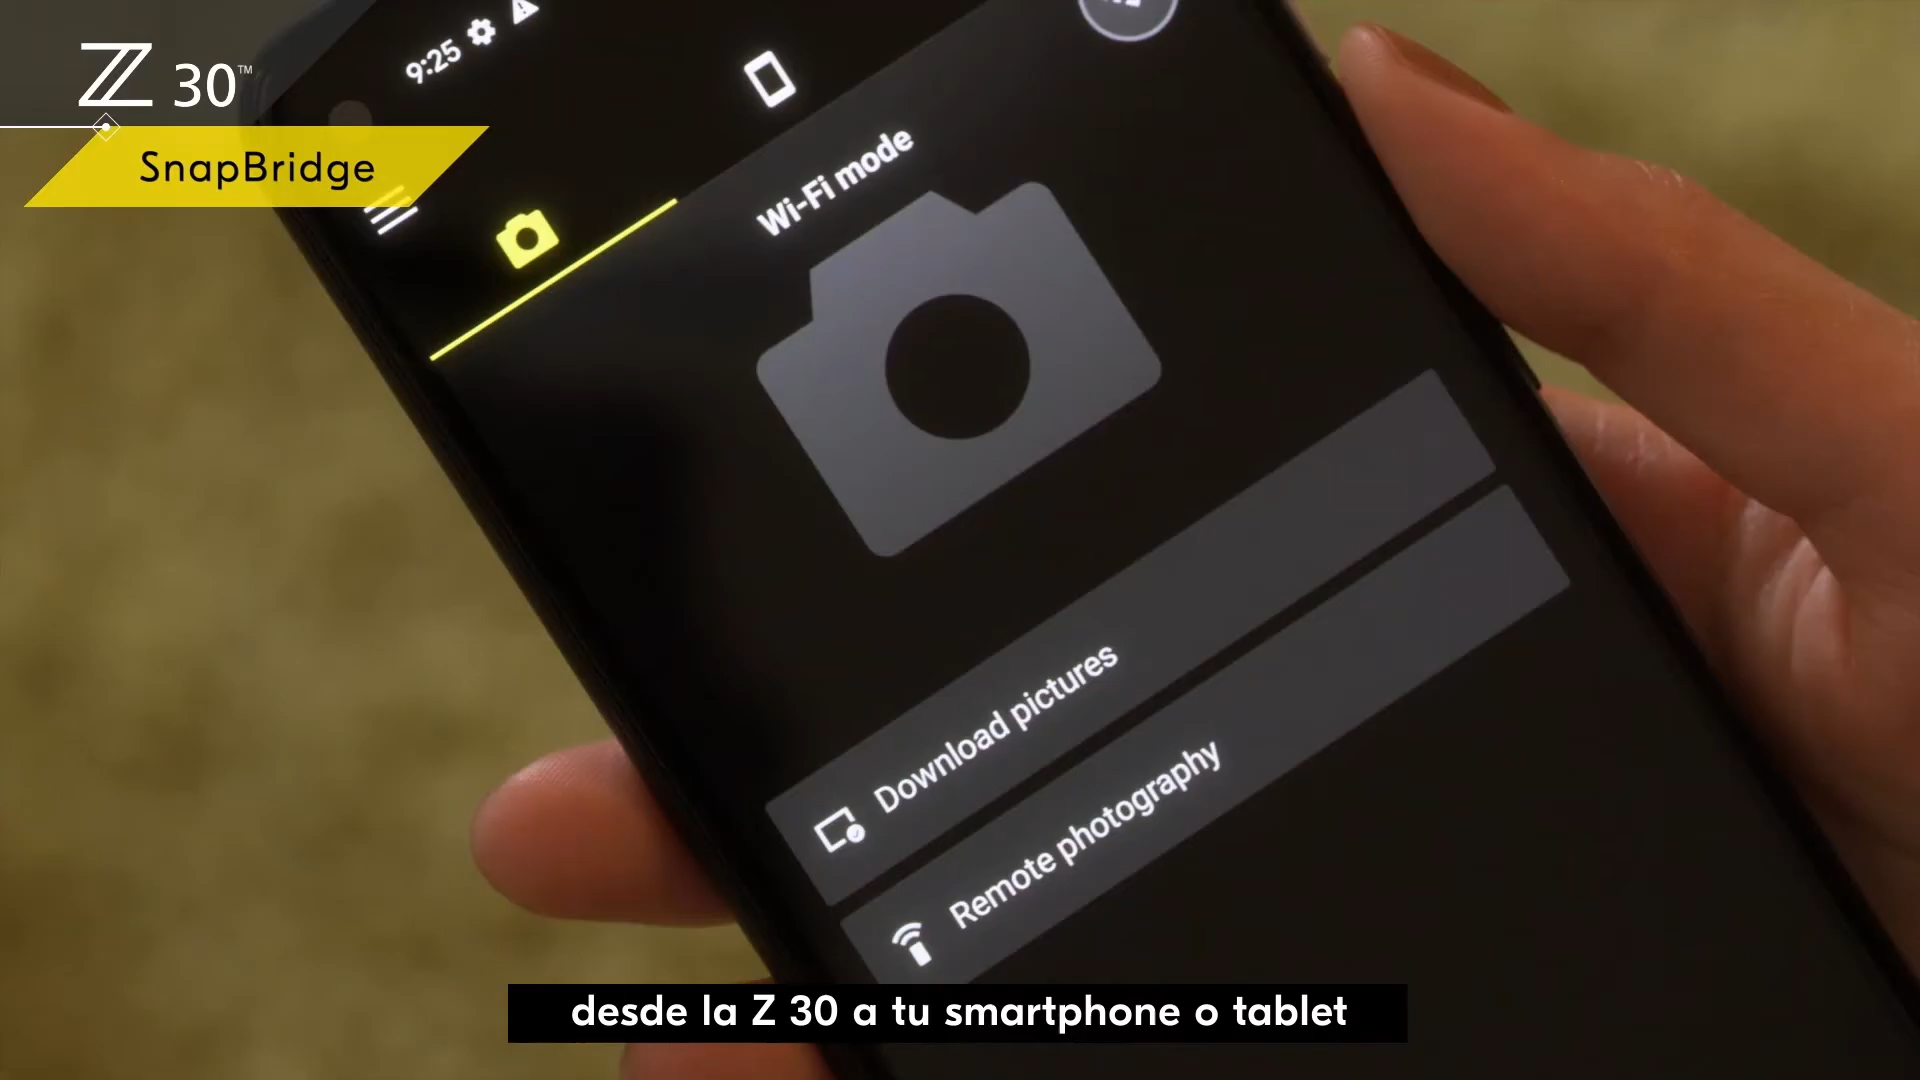 9:25
Z 30™
SnapBridge
Wi-Fi mode
Download pictures
Remote photography
desde la Z 30 a tu smartphone o tablet